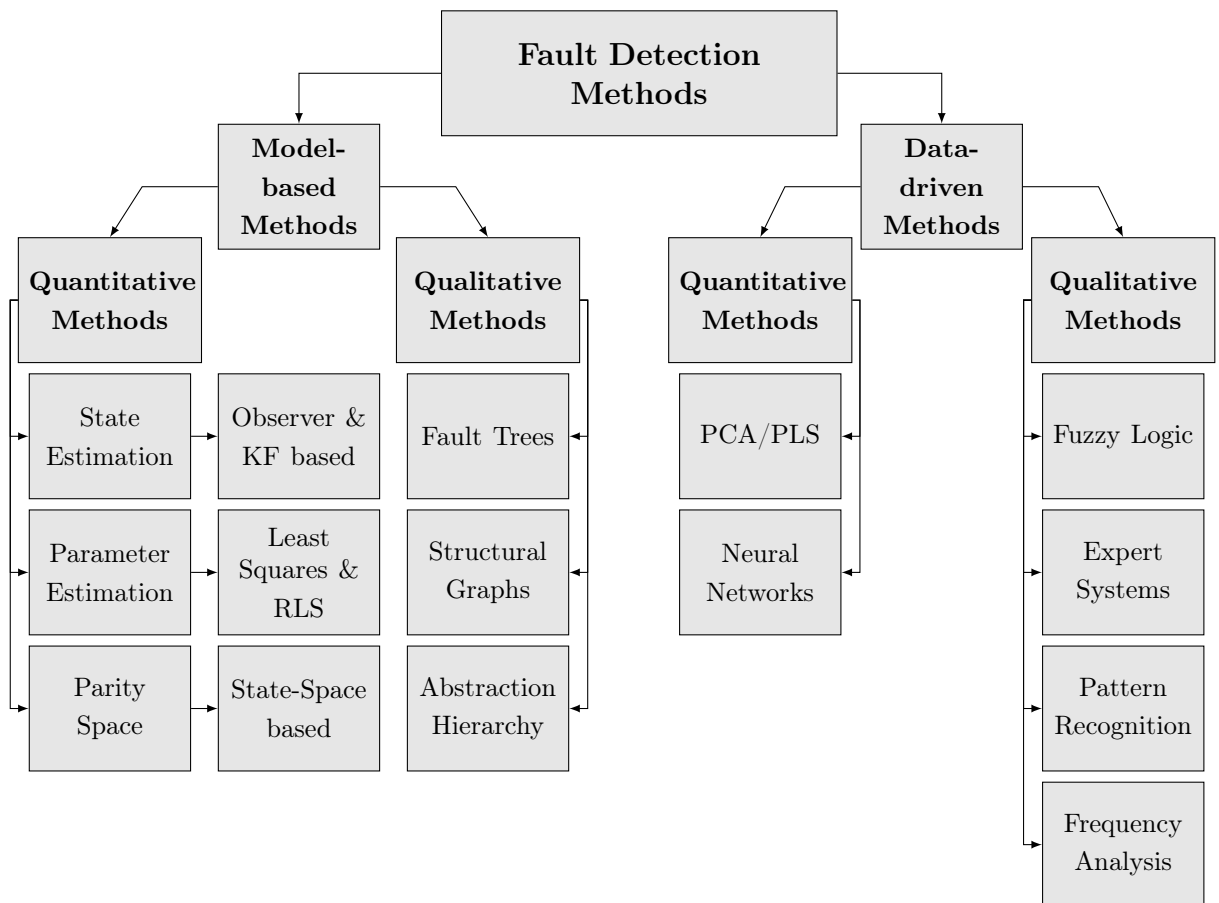 Fault Detection
Methods
Model-
based
Methods
Data-
driven
Methods
Quantitative
Methods
Qualitative
Methods
Quantitative
Methods
Qualitative
Methods
State
Estimation
Observer &
KF based
Fault Trees
PCA/PLS
Fuzzy Logic
Parameter
Estimation
Least
Squares &
RLS
Structural
Graphs
Neural
Networks
Expert
Systems
Parity
Space
State-Space
based
Abstraction
Hierarchy
Pattern
Recognition
Frequency
Analysis